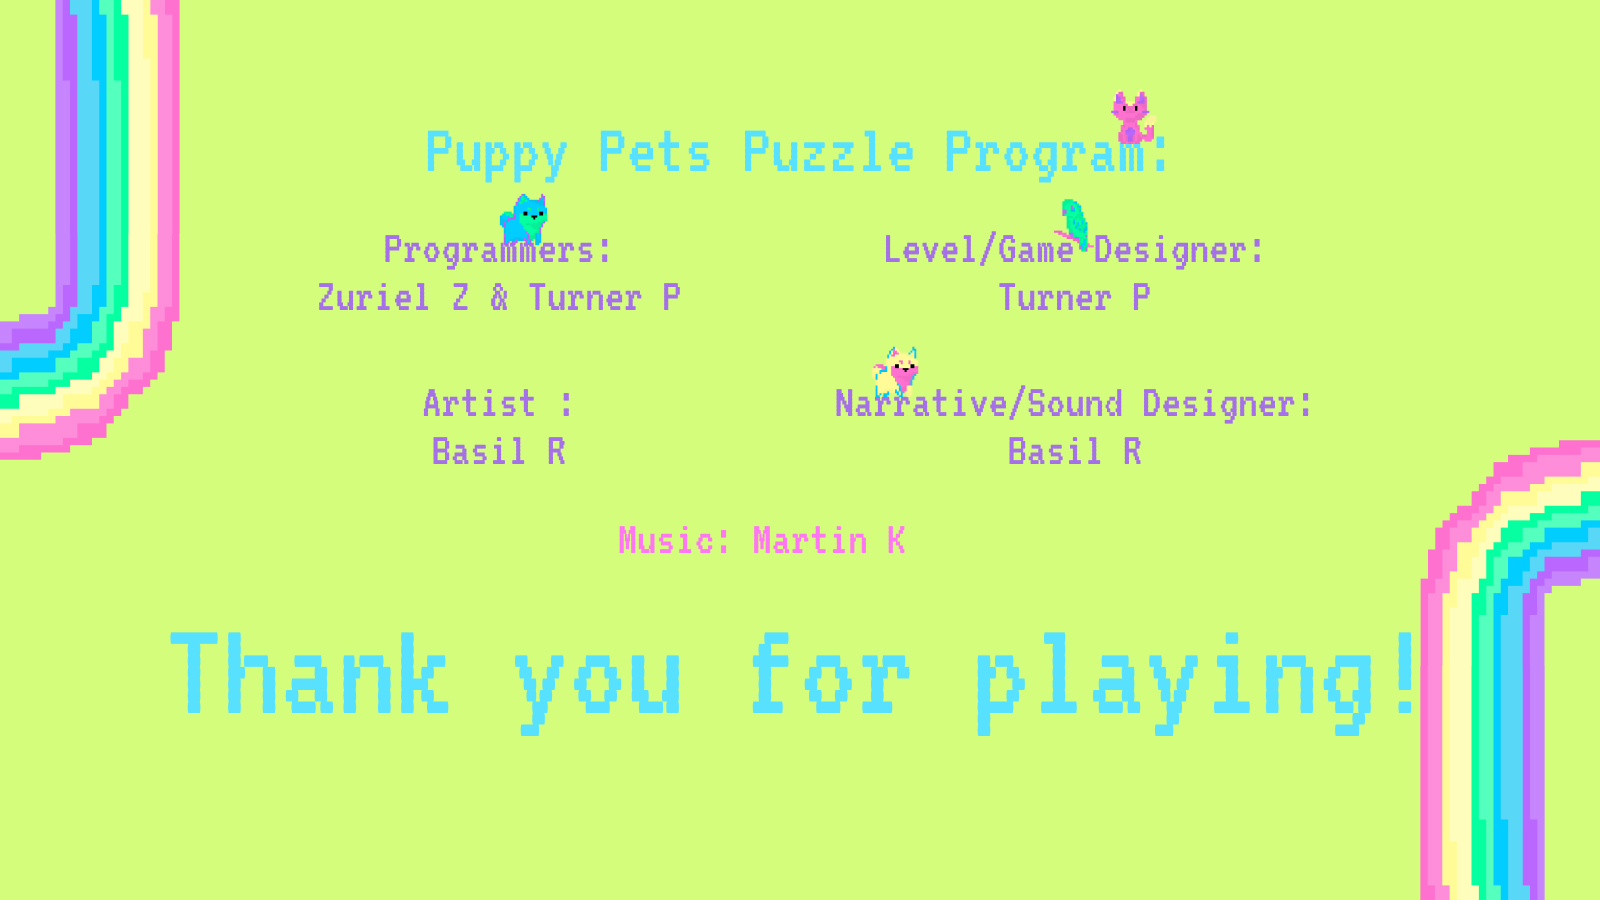 Puppy Pets Puzzle Program:
Programmers:
Zuriel Z & Turner P
Level/Game Designer:
Turner P
Artist :
Basil R
Narrative/Sound Designer:
Basil R
Music: Martin K
Thank you for playing!